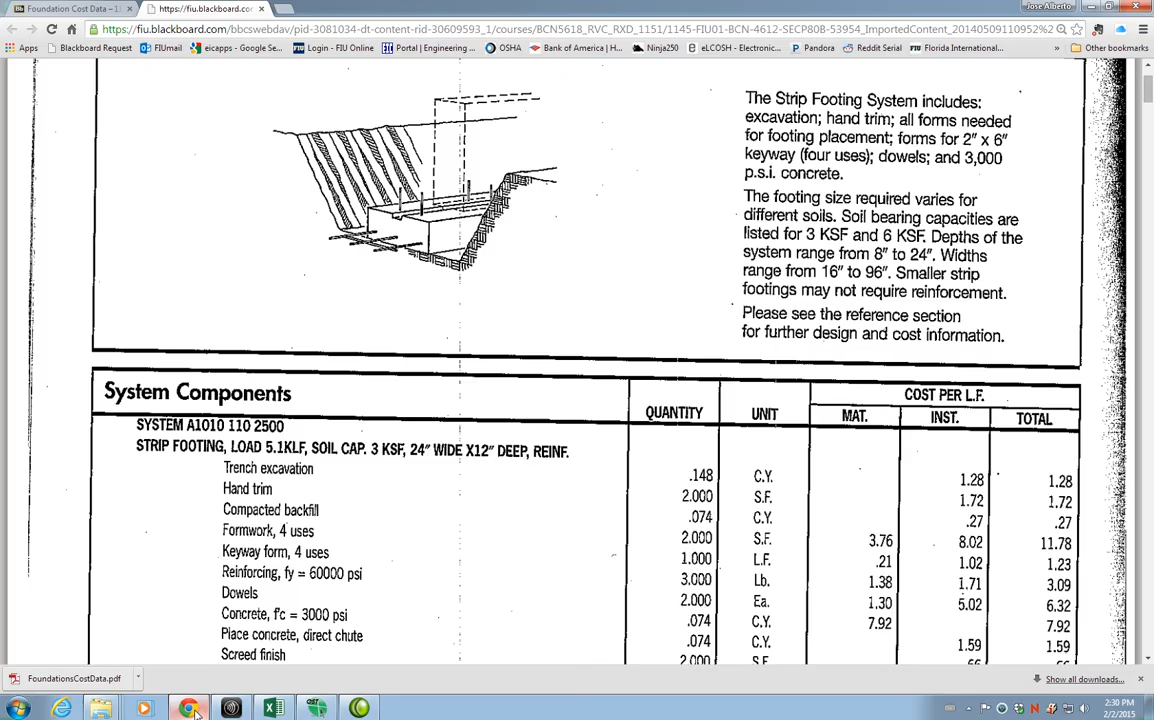 Foundation Cost Data – 11
https://fiu.blackboard.co
Jose Alberto
https://fiu.blackboard.com/bbcswebdav/pid-3081034-dt-content-rid-30609593_1/courses/BCN5618_RVC_RXD_1151/1145-FIU01-BCN-4612-SECP80B-53954_ImportedContent_20140509110952%2
Apps
Blackboard Request
FIUmail
eicapps - Google Se...
Login - FIU Online
Portal | Engineering ...
OSHA
Bank of America | H...
Ninja250
eLCOSH - Electronic...
Pandora
Reddit Serial
Florida International...
»
Other bookmarks
The Strip Footing System includes:
excavation; hand trim; all forms needed
for footing placement; forms for 2" x 6"
keyway (four uses); dowels; and 3,000
p.s.i. concrete.
The footing size required varies for
different soils. Soil bearing capacities are
listed for 3 KSF and 6 KSF. Depths of the
system range from 8" to 24". Widths
range from 16" to 96". Smaller strip
footings may not require reinforcement.
Please see the reference section
for further design and cost information.
System Components
QUANTITY UNIT COST PER L.F.
MAT. INST. TOTAL
SYSTEM A1010 110 2500
STRIP FOOTING, LOAD 5.1KLF, SOIL CAP. 3 KSF, 24" WIDE X12" DEEP, REINF.
Trench excavation .148 C.Y. 1.28 1.28
Hand trim 2.000 S.F. 1.72 1.72
Compacted backfill .074 C.Y. .27 .27
Formwork, 4 uses 2.000 S.F. 3.76 8.02 11.78
Keyway form, 4 uses 1.000 L.F. .21 1.02 1.23
Reinforcing, fy = 60000 psi 3.000 Lb. 1.38 1.71 3.09
Dowels 2.000 Ea. 1.30 5.02 6.32
Concrete, f'c = 3000 psi .074 C.Y. 7.92 7.92
Place concrete, direct chute .074 C.Y. 1.59 1.59
Screed finish 2.000 S.F. .66 .66
FoundationsCostData.pdf
Show all downloads...
2:30 PM
2/2/2015